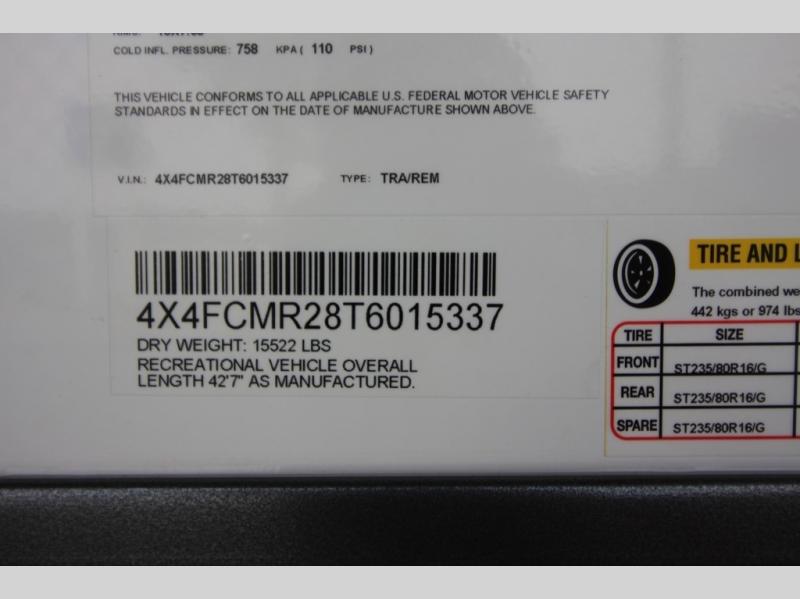 COLD INFL. PRESSURE: 758 KPA ( 110 PSI )
THIS VEHICLE CONFORMS TO ALL APPLICABLE U.S. FEDERAL MOTOR VEHICLE SAFETY
STANDARDS IN EFFECT ON THE DATE OF MANUFACTURE SHOWN ABOVE.
V.I.N.: 4X4FCMR28T6015337 TYPE: TRA/REM
4X4FCMR28T6015337
DRY WEIGHT: 15522 LBS
RECREATIONAL VEHICLE OVERALL
LENGTH 42'7" AS MANUFACTURED.
TIRE AND L
The combined we
442 kgs or 974 lbs
TIRE SIZE
FRONT ST235/80R16/G
REAR ST235/80R16/G
SPARE ST235/80R16/G